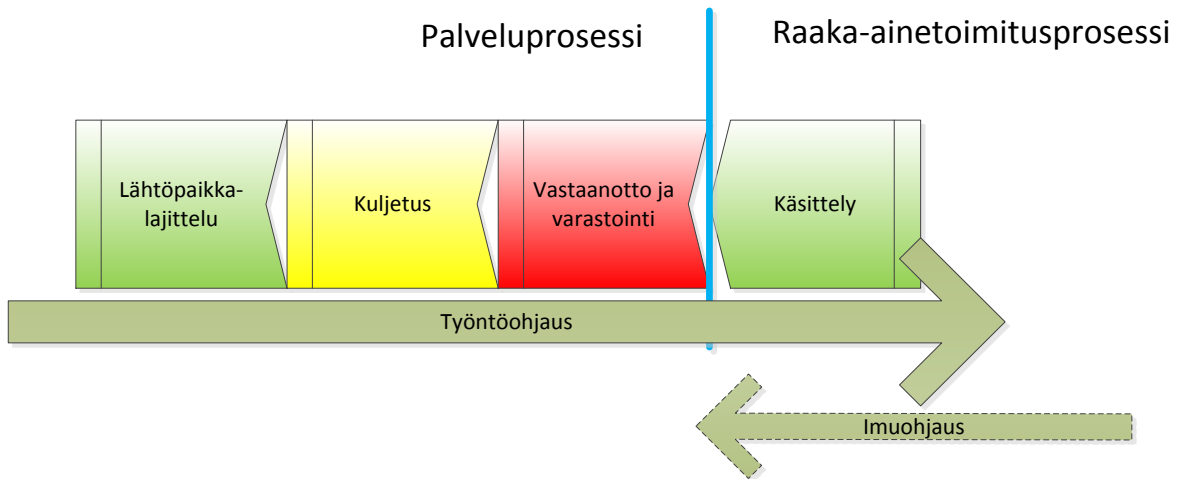 Palveluprosessi
Raaka-ainetoimitusprosessi
Lähtöpaikka-
lajittelu
Kuljetus
Vastaanotto ja
varastointi
Käsittely
Työntöohjaus
Imuohjaus